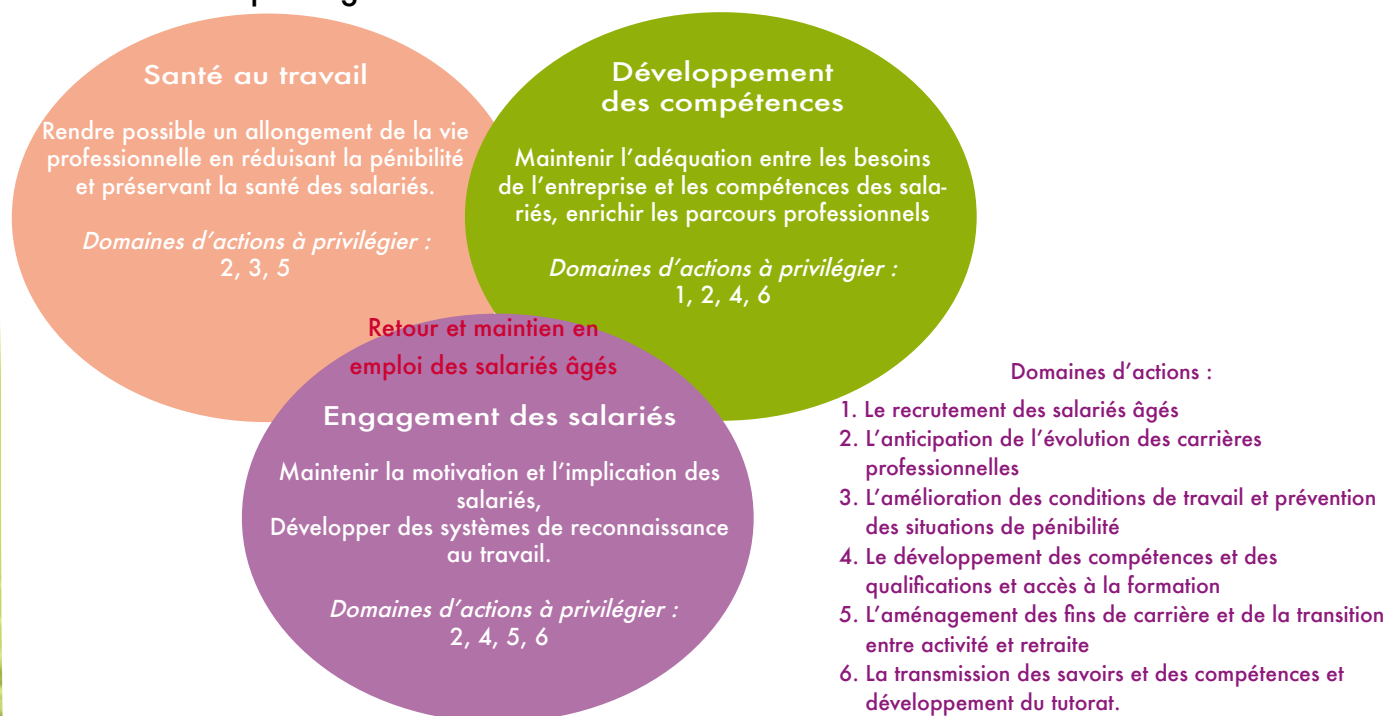 Santé au travail
Rendre possible un allongement de la vie
professionnelle en réduisant la pénibilité
et préservant la santé des salariés.
Domaines d'actions à privilégier :
2, 3, 5
Développement
des compétences
Maintenir l'adéquation entre les besoins
de l'entreprise et les compétences des sala-
riés, enrichir les parcours professionnels
Domaines d'actions à privilégier :
1, 2, 4, 6
Retour et maintien en
emploi des salariés âgés
Engagement des salariés
Maintenir la motivation et l'implication des
salariés,
Développer des systèmes de reconnaissance
au travail.
Domaines d'actions à privilégier :
2, 4, 5, 6
Domaines d'actions :
1. Le recrutement des salariés âgés
2. L'anticipation de l'évolution des carrières
professionnelles
3. L'amélioration des conditions de travail et prévention
des situations de pénibilité
4. Le développement des compétences et des
qualifications et accès à la formation
5. L'aménagement des fins de carrière et de la transition
entre activité et retraite
6. La transmission des savoirs et des compétences et
développement du tutorat.